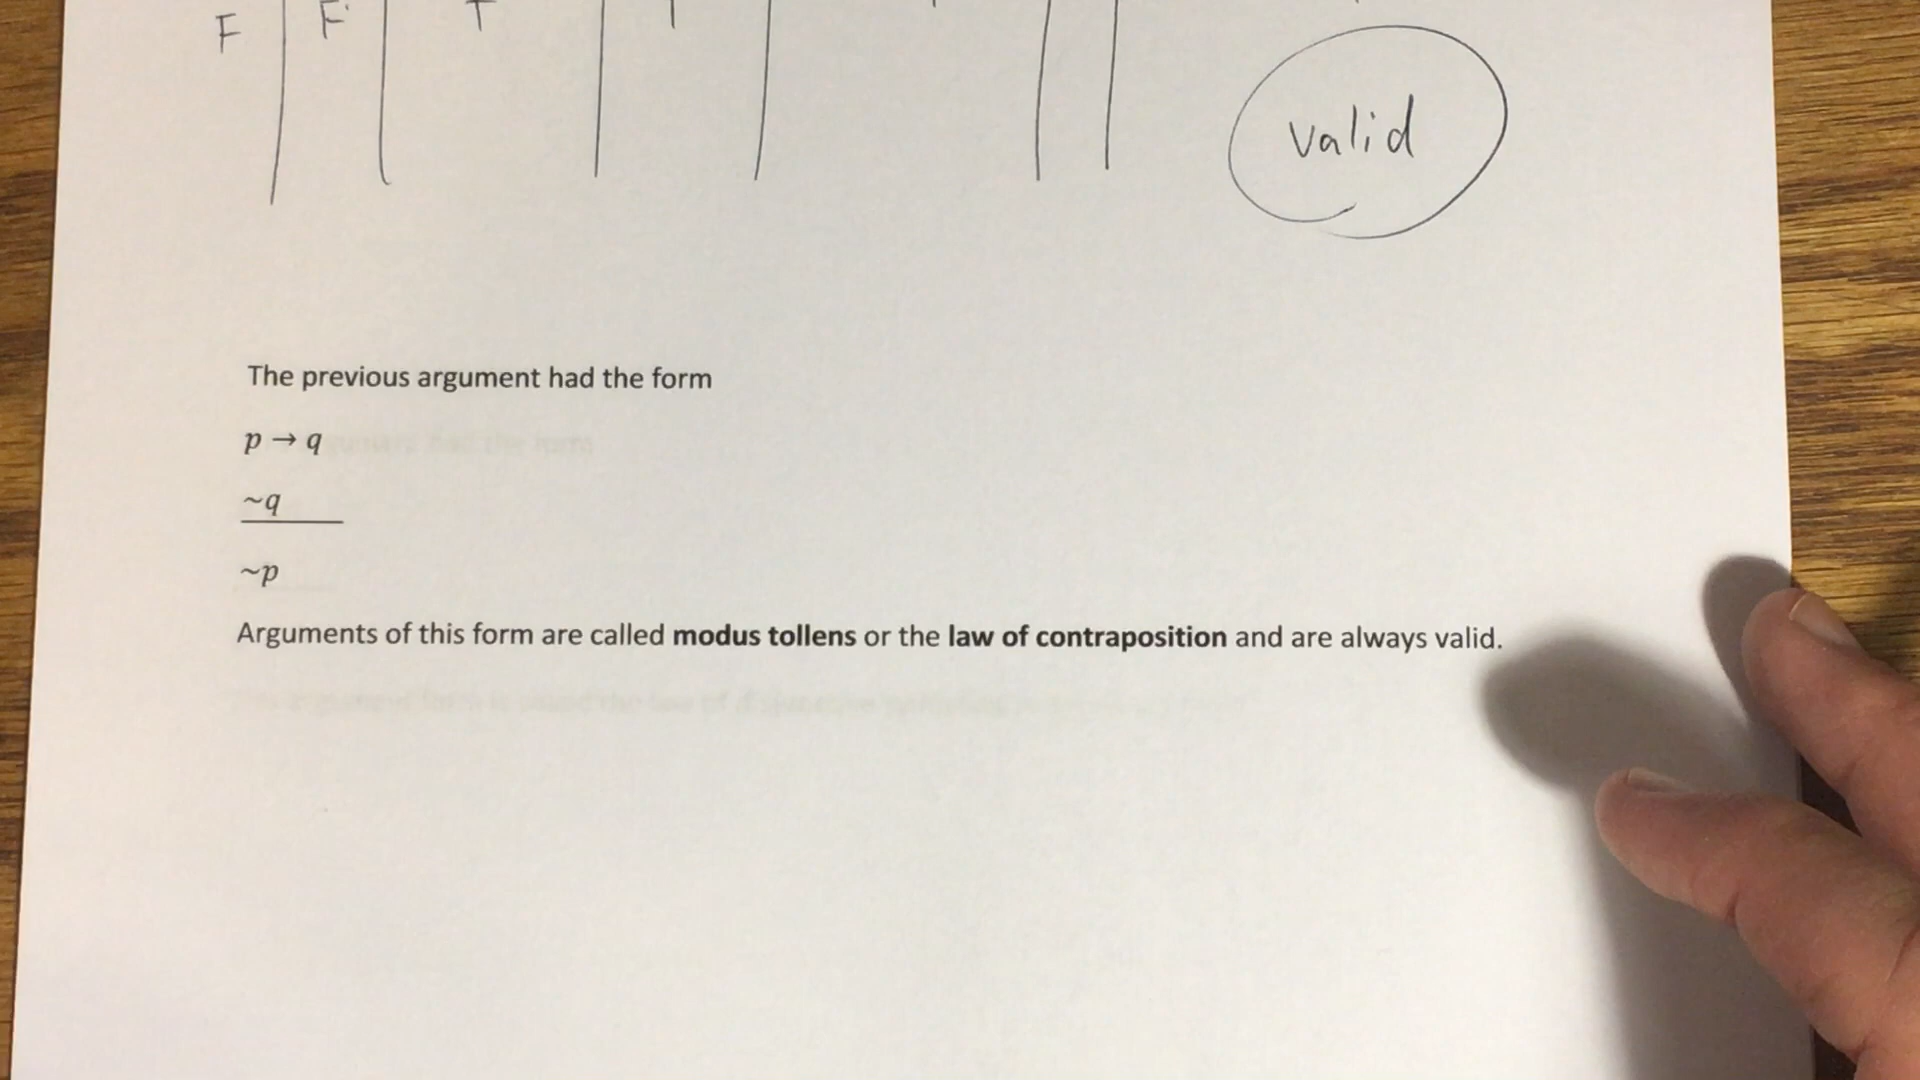 F F T
valid
The previous argument had the form
p → q
~q
~p
Arguments of this form are called modus tollens or the law of contraposition and are always valid.